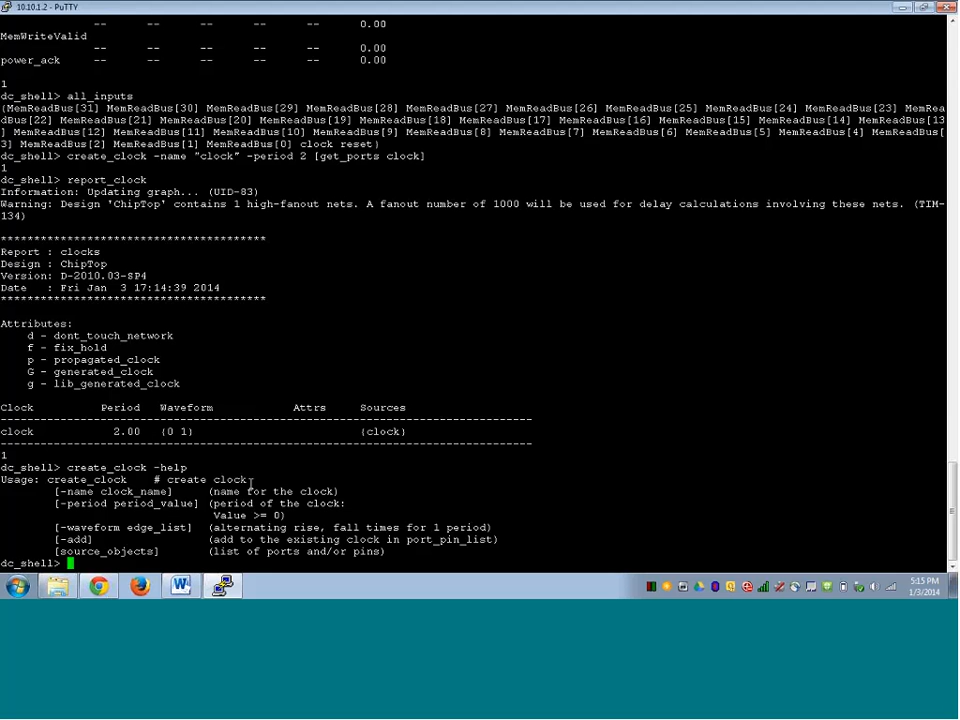 10.10.1.2 - PuTTY
-- -- -- -- 0.00
MemWriteValid
-- -- -- -- 0.00
power_ack -- -- -- -- 0.00
1
dc_shell> all_inputs
{MemReadBus[31] MemReadBus[30] MemReadBus[29] MemReadBus[28] MemReadBus[27] MemReadBus[26] MemReadBus[25] MemReadBus[24] MemReadBus[23] MemRea
dBus[22] MemReadBus[21] MemReadBus[20] MemReadBus[19] MemReadBus[18] MemReadBus[17] MemReadBus[16] MemReadBus[15] MemReadBus[14] MemReadBus[13
] MemReadBus[12] MemReadBus[11] MemReadBus[10] MemReadBus[9] MemReadBus[8] MemReadBus[7] MemReadBus[6] MemReadBus[5] MemReadBus[4] MemReadBus[
3] MemReadBus[2] MemReadBus[1] MemReadBus[0] clock reset}
dc_shell> create_clock -name "clock" -period 2 [get_ports clock]
1
dc_shell> report_clock
Information: Updating graph... (UID-83)
Warning: Design 'ChipTop' contains 1 high-fanout nets. A fanout number of 1000 will be used for delay calculations involving these nets. (TIM-
134)
****************************************
Report : clocks
Design : ChipTop
Version: D-2010.03-SP4
Date : Fri Jan 3 17:14:39 2014
****************************************
Attributes:
d - dont_touch_network
f - fix_hold
p - propagated_clock
G - generated_clock
g - lib_generated_clock
Clock Period Waveform Attrs Sources
--------------------------------------------------------------------------------
clock 2.00 {0 1} {clock}
--------------------------------------------------------------------------------
1
dc_shell> create_clock -help
Usage: create_clock # create clock
[-name clock_name] (name for the clock)
[-period period_value] (period of the clock:
Value >= 0)
[-waveform edge_list] (alternating rise, fall times for 1 period)
[-add] (add to the existing clock in port_pin_list)
[source_objects] (list of ports and/or pins)
dc_shell>
5:15 PM
1/3/2014